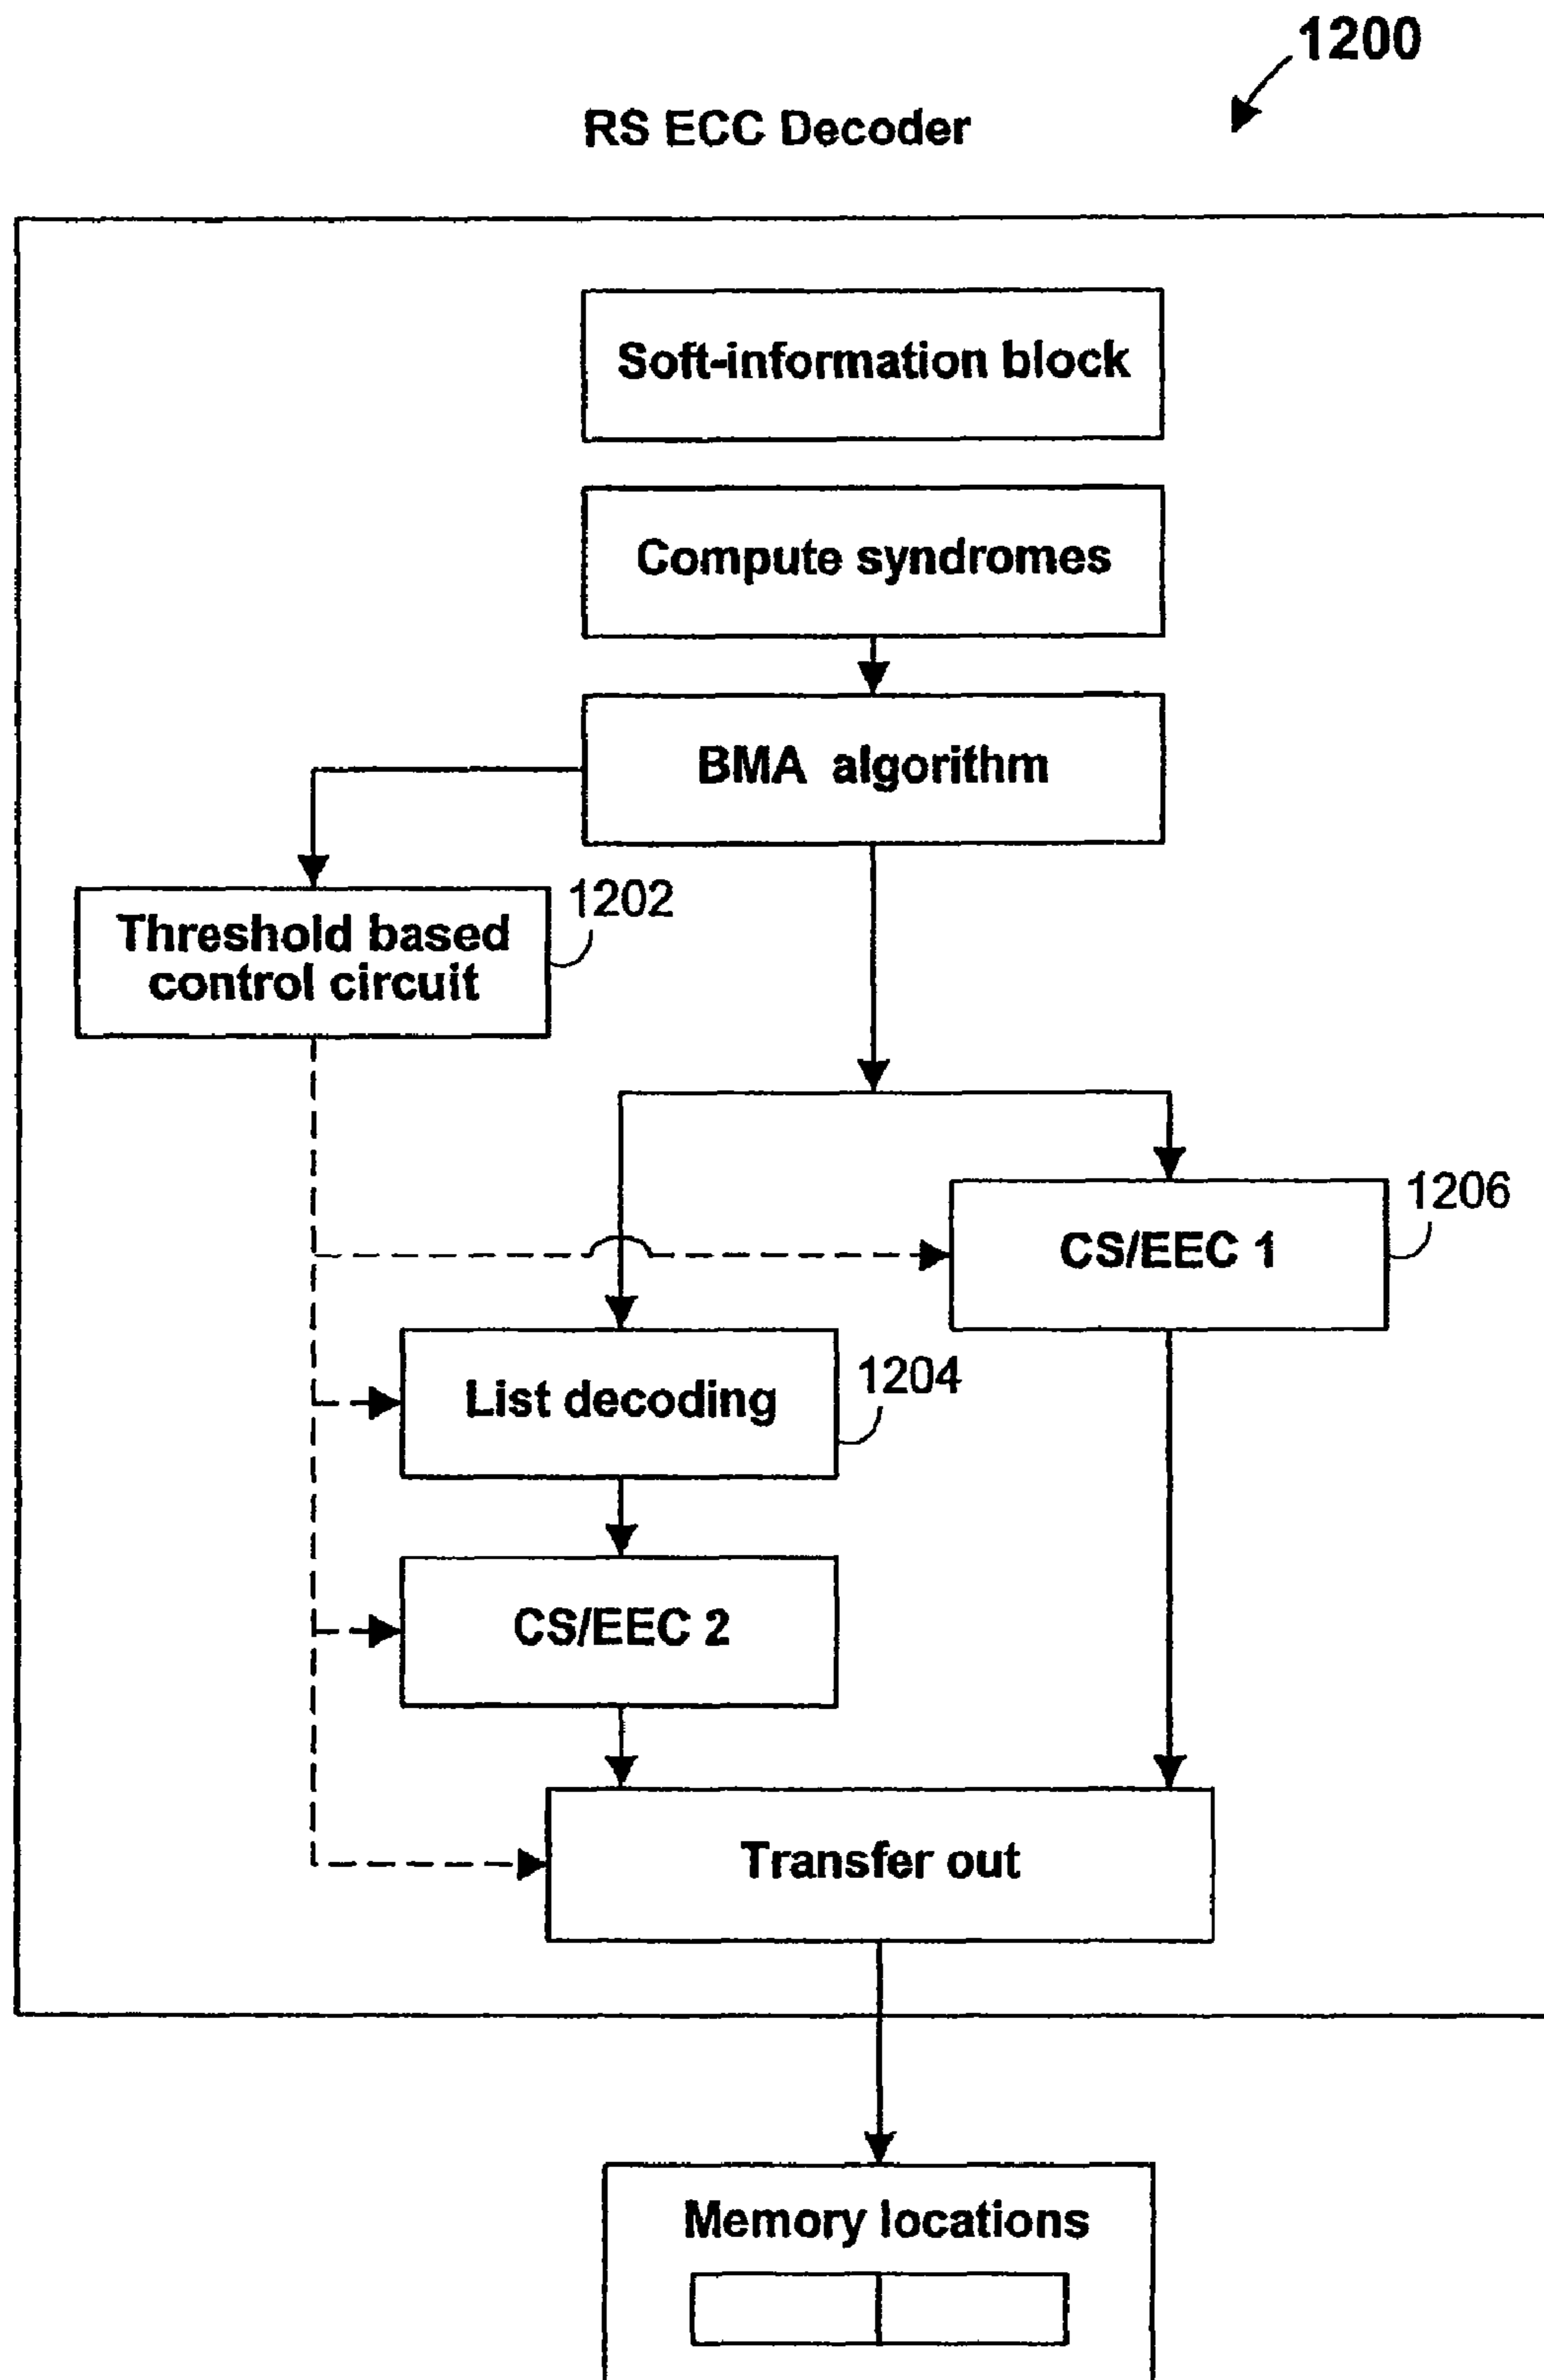 1200
RS ECC Decoder
Soft-information block
Compute syndromes
BMA algorithm
1202
Threshold based
control circuit
1206
CS/EEC 1
1204
List decoding
CS/EEC 2
Transfer out
Memory locations